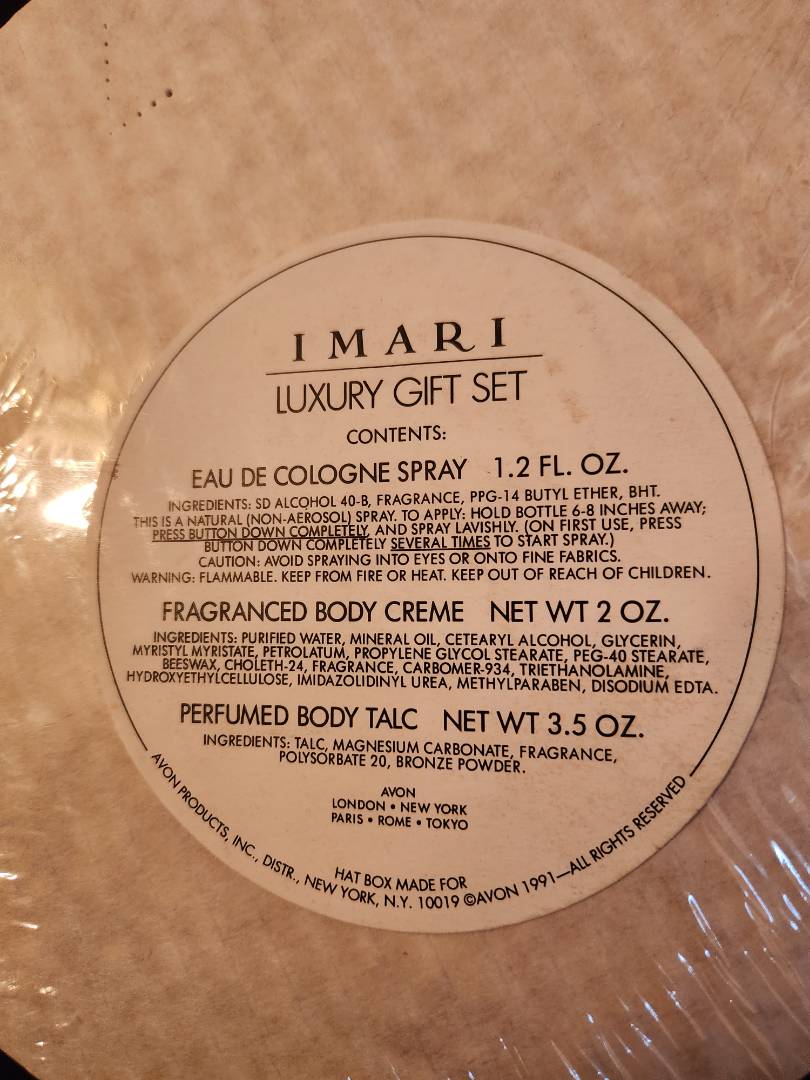 IMARI
LUXURY GIFT SET
CONTENTS:
EAU DE COLOGNE SPRAY 1.2 FL. OZ.
INGREDIENTS: SD ALCOHOL 40-B, FRAGRANCE, PPG-14 BUTYL ETHER, BHT.
THIS IS A NATURAL (NON-AEROSOL) SPRAY. TO APPLY: HOLD BOTTLE 6-8 INCHES AWAY;
PRESS BUTTON DOWN COMPLETELY, AND SPRAY LAVISHLY. (ON FIRST USE, PRESS
BUTTON DOWN COMPLETELY SEVERAL TIMES TO START SPRAY.)
CAUTION: AVOID SPRAYING INTO EYES OR ONTO FINE FABRICS.
WARNING: FLAMMABLE. KEEP FROM FIRE OR HEAT. KEEP OUT OF REACH OF CHILDREN.
FRAGRANCED BODY CREME NET WT 2 OZ.
INGREDIENTS: PURIFIED WATER, MINERAL OIL, CETEARYL ALCOHOL, GLYCERIN,
MYRISTYL MYRISTATE, PETROLATUM, PROPYLENE GLYCOL STEARATE, PEG-40 STEARATE,
BEESWAX, CHOLETH-24, FRAGRANCE, CARBOMER-934, TRIETHANOLAMINE,
HYDROXYETHYLCELLULOSE, IMIDAZOLIDINYL UREA, METHYLPARABEN, DISODIUM EDTA.
PERFUMED BODY TALC NET WT 3.5 OZ.
INGREDIENTS: TALC, MAGNESIUM CARBONATE, FRAGRANCE,
POLYSORBATE 20, BRONZE POWDER.
AVON
LONDON • NEW YORK
PARIS • ROME • TOKYO
HAT BOX MADE FOR
AVON PRODUCTS, INC., DISTR., NEW YORK, N.Y. 10019 ©AVON 1991—ALL RIGHTS RESERVED